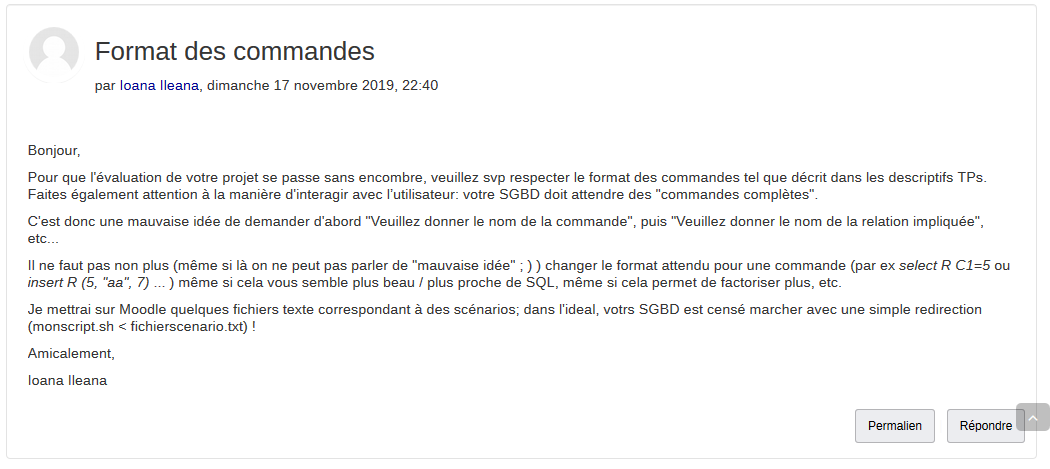 Format des commandes
par Ioana Ileana, dimanche 17 novembre 2019, 22:40
Bonjour,
Pour que l'évaluation de votre projet se passe sans encombre, veuillez svp respecter le format des commandes tel que décrit dans les descriptifs TPs.
Faites également attention à la manière d'interagir avec l'utilisateur: votre SGBD doit attendre des "commandes complètes".
C'est donc une mauvaise idée de demander d'abord "Veuillez donner le nom de la commande", puis "Veuillez donner le nom de la relation impliquée",
etc...
Il ne faut pas non plus (même si là on ne peut pas parler de "mauvaise idée" ; ) ) changer le format attendu pour une commande (par ex select R C1=5 ou
insert R (5, "aa", 7) ... ) même si cela vous semble plus beau / plus proche de SQL, même si cela permet de factoriser plus, etc.
Je mettrai sur Moodle quelques fichiers texte correspondant à des scénarios; dans l'ideal, votrs SGBD est censé marcher avec une simple redirection
(monscript.sh < fichierscenario.txt) !
Amicalement,
Ioana Ileana
Permalien
Répondre